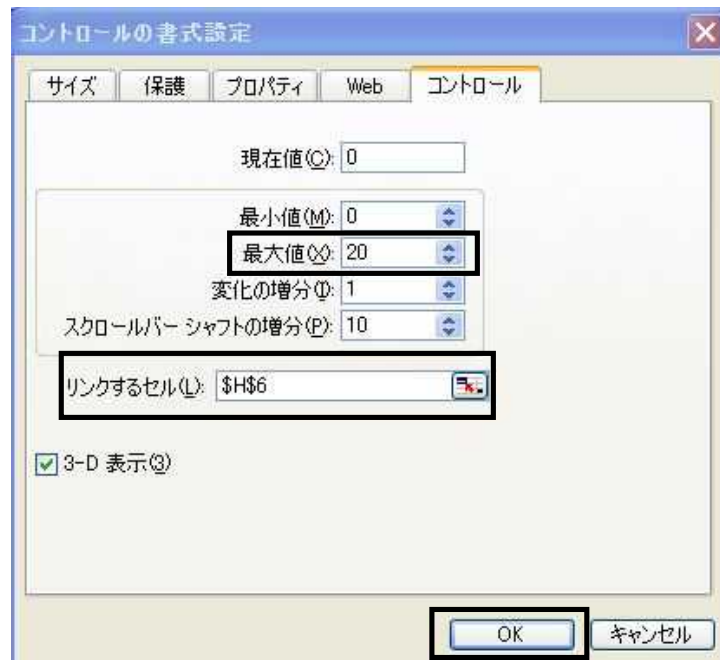 コントロールの書式設定
サイズ 保護 プロパティ Web コントロール
現在値(C): 0
最小値(M): 0
最大値(X): 20
変化の増分(I): 1
スクロールバー シャフトの増分(P): 10
リンクするセル(L): $H$6
3-D 表示(3)
OK キャンセル